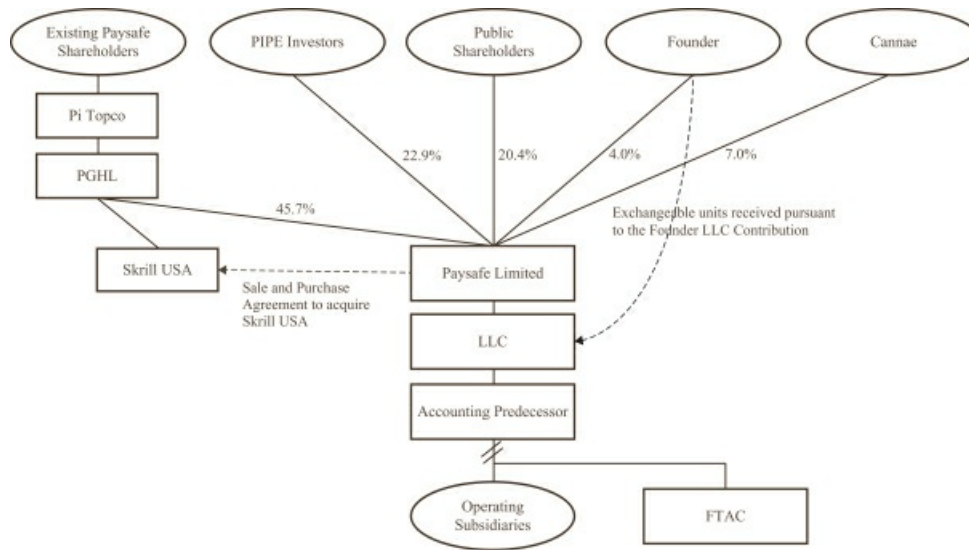 Existing Paysafe
Shareholders
PIPE Investors
Public
Shareholders
Founder
Cannae
Pi Topco
PGHL
22.9%
20.4%
4.0%
7.0%
45.7%
Exchangeable units received pursuant
to the Founder LLC Contribution
Skrill USA
Paysafe Limited
Sale and Purchase
Agreement to acquire
Skrill USA
LLC
Accounting Predecessor
Operating
Subsidiaries
FTAC